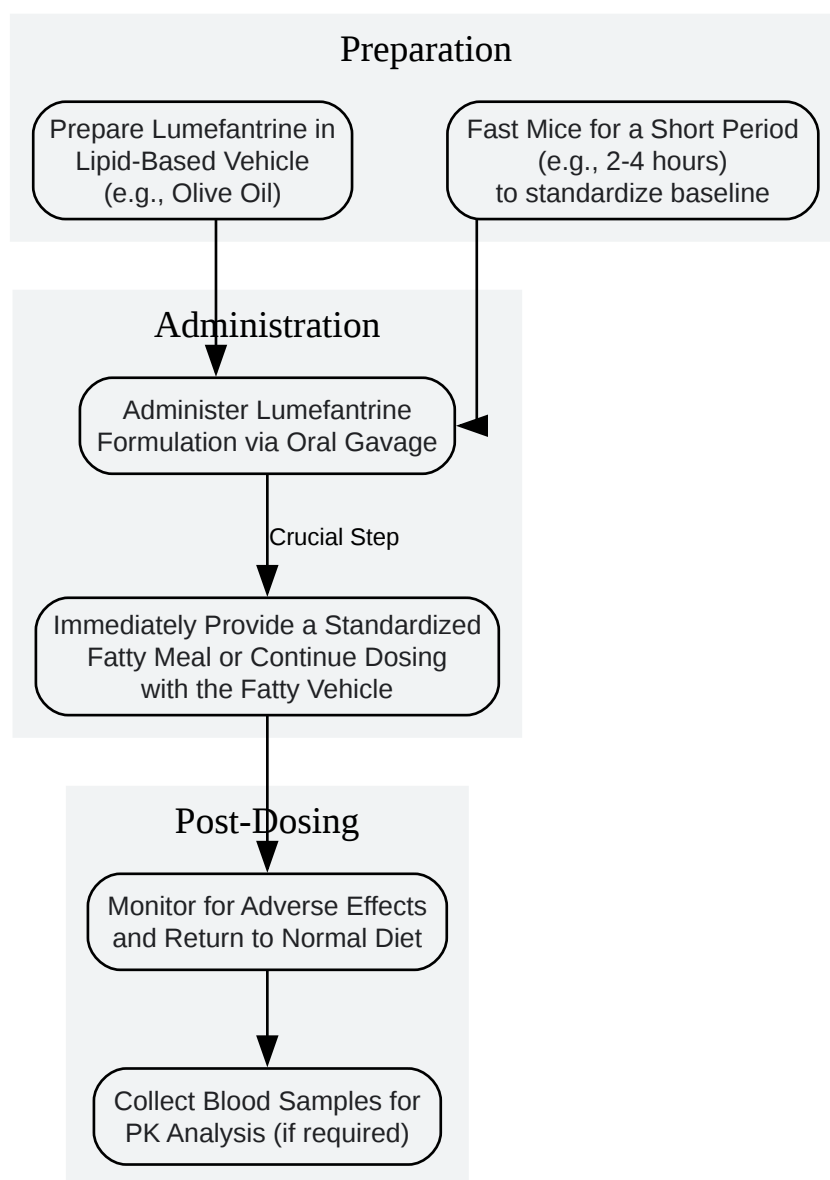 Preparation
Prepare Lumefantrine in
Lipid-Based Vehicle
(e.g., Olive Oil)
Fast Mice for a Short Period
(e.g., 2-4 hours)
to standardize baseline
Administration
Administer Lumefantrine
Formulation via Oral Gavage
Crucial Step
Immediately Provide a Standardized
Fatty Meal or Continue Dosing
with the Fatty Vehicle
Post-Dosing
Monitor for Adverse Effects
and Return to Normal Diet
Collect Blood Samples for
PK Analysis (if required)